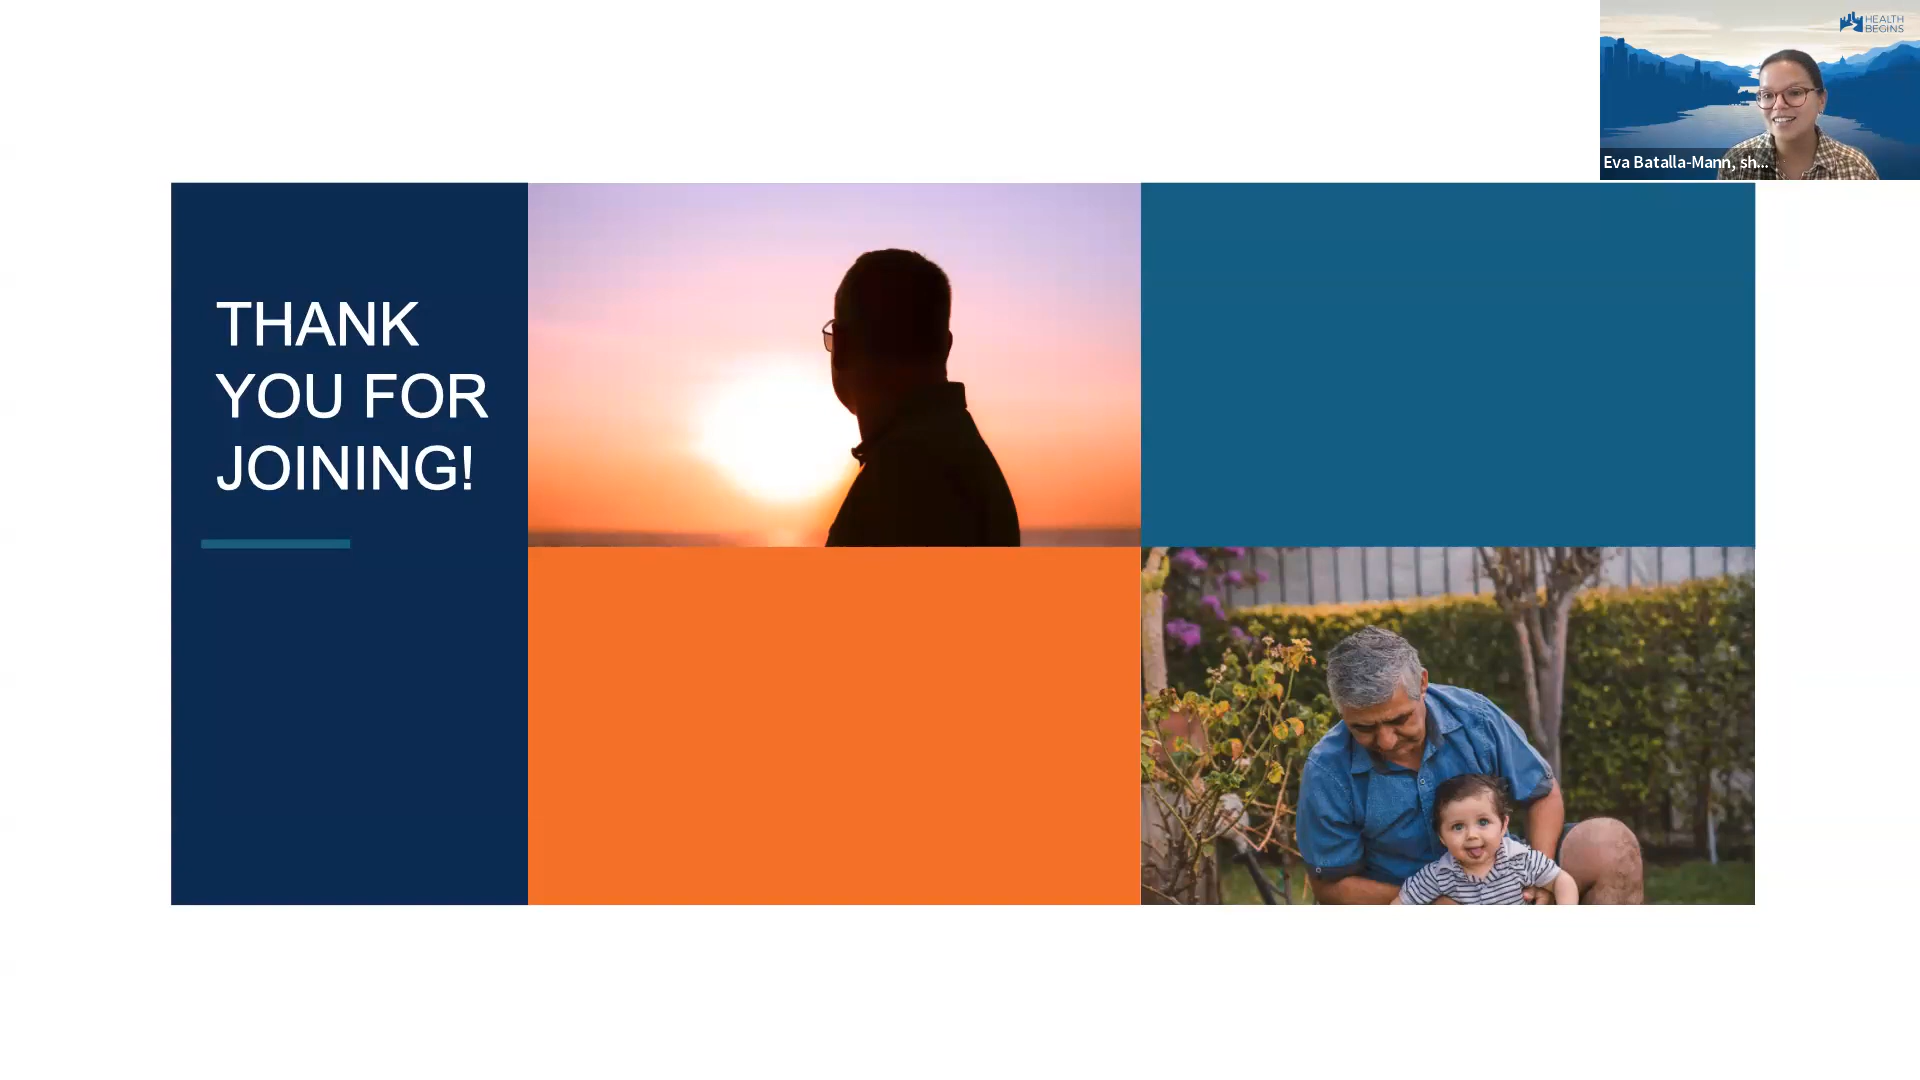 HEALTH
BEGINS
Eva Batalla-Mann, sh...
THANK
YOU FOR
JOINING!